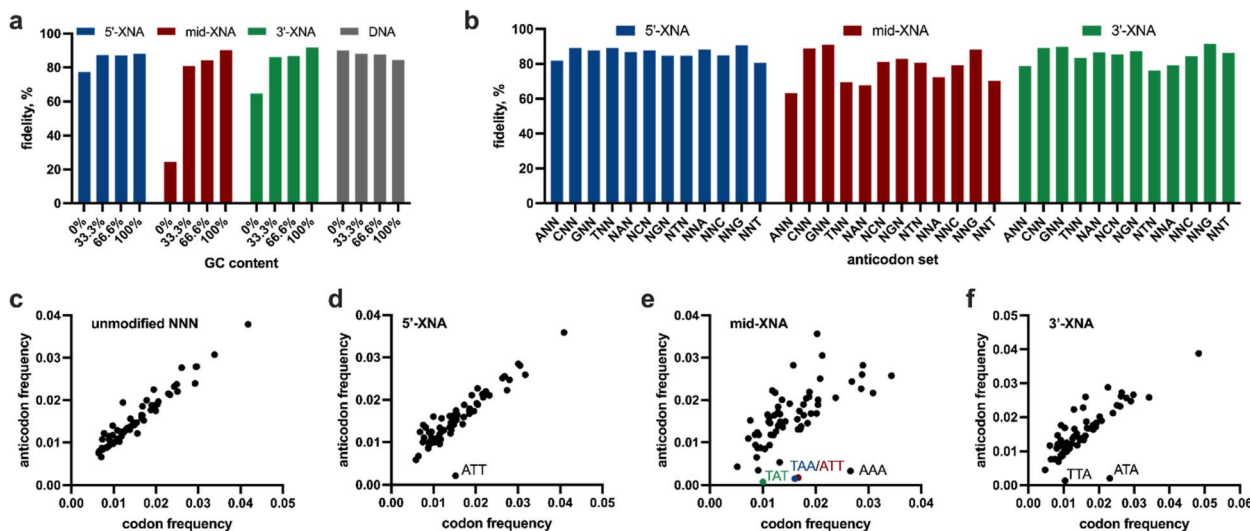 a
5'-XNA mid-XNA 3'-XNA DNA
fidelity, %
100
80
60
40
20
0
0% 33.3% 66.6% 100% 0% 33.3% 66.6% 100% 0% 33.3% 66.6% 100% 0% 33.3% 66.6% 100%
GC content
b
5'-XNA mid-XNA 3'-XNA
fidelity, %
100
80
60
40
20
0
ANN CNN GNN TNN NAN NCN NGN NTN NNA NNC NNG NNT ANN CNN GNN TNN NAN NCN NGN NTN NNA NNC NNG NNT ANN CNN GNN TNN NAN NCN NGN NTN NNA NNC NNG NNT
anticodon set
c
unmodified NNN
anticodon frequency
0.04
0.03
0.02
0.01
0.00
0.00 0.01 0.02 0.03 0.04 0.05
codon frequency
d
5'-XNA
anticodon frequency
0.04
0.03
0.02
0.01
0.00
ATT
0.00 0.01 0.02 0.03 0.04 0.05
codon frequency
e
mid-XNA
anticodon frequency
0.04
0.03
0.02
0.01
0.00
TAA/ATT
TAT
AAA
0.00 0.01 0.02 0.03 0.04
codon frequency
f
3'-XNA
anticodon frequency
0.05
0.04
0.03
0.02
0.01
0.00
TTA ATA
0.00 0.01 0.02 0.03 0.04 0.05 0.06
codon frequency